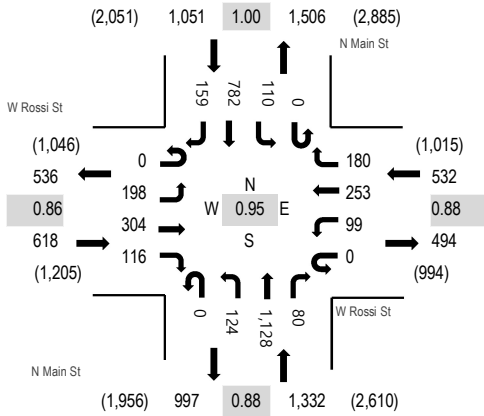 (2,051) 1,051 1.00 1,506 (2,885)
N Main St
159 782 110 0
W Rossi St
(1,046) 0 180 (1,015)
536 198 253 532
N
0.86 W 0.95 E 0.88
304 99
618 S 494
116 0
(1,205) (994)
0 124 1,128 80
W Rossi St
N Main St
(1,956) 997 0.88 1,332 (2,610)